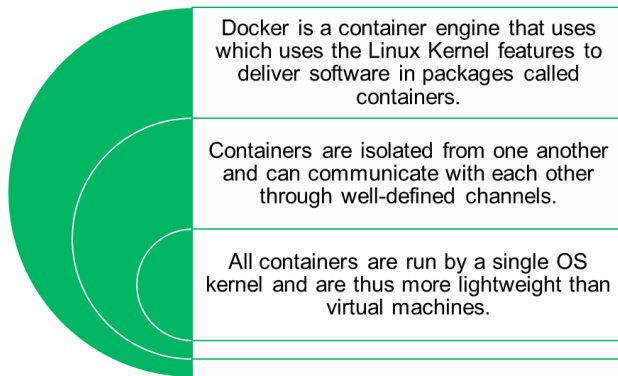 Docker is a container engine that uses
which uses the Linux Kernel features to
deliver software in packages called
containers.
Containers are isolated from one another
and can communicate with each other
through well-defined channels.
All containers are run by a single OS
kernel and are thus more lightweight than
virtual machines.